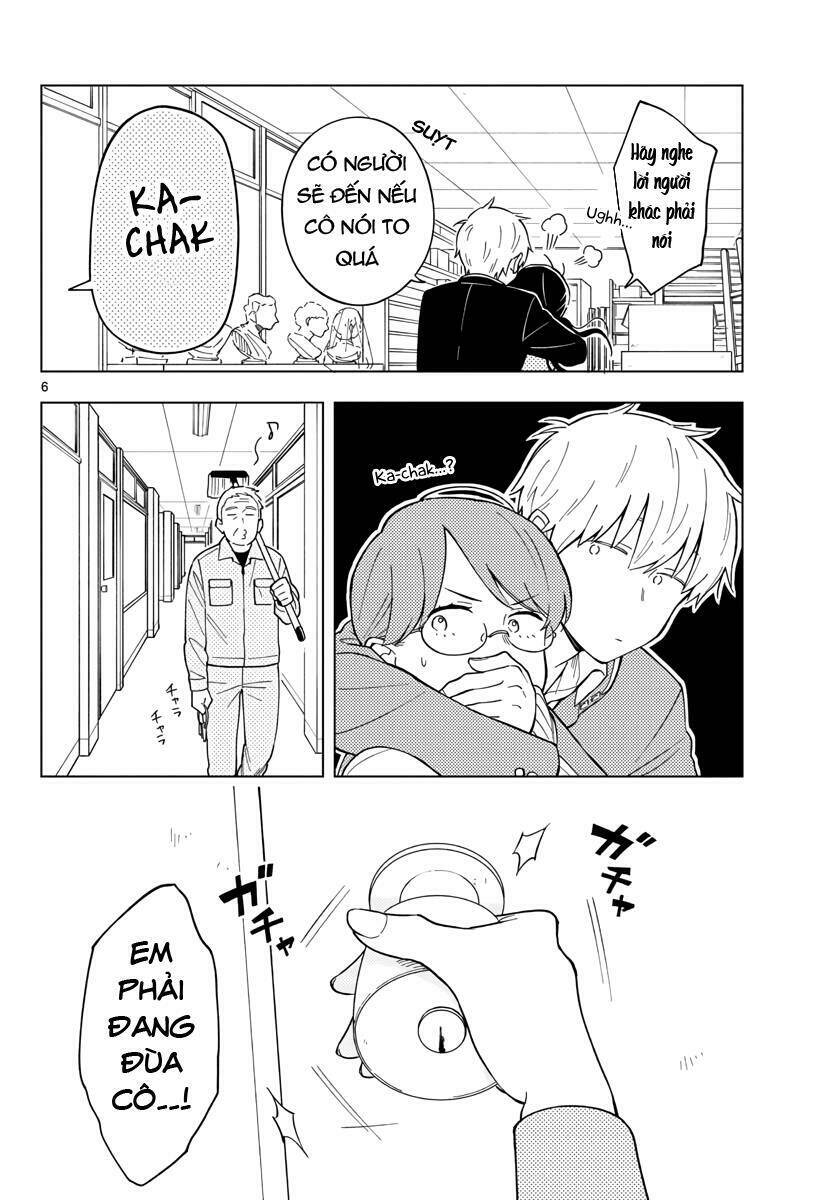 Hãy nghe
lời người
khác phải
nói
Ughh...
SUỴT
CÓ NGƯỜI
SẼ ĐẾN NẾU
CÔ NÓI TO
QUÁ
KA-
CHAK
6
Ka-chak...?
チャラ
チャラ
ガチャ
ガチャ
EM
PHẢI
ĐANG
ĐÙA
CÔ...!